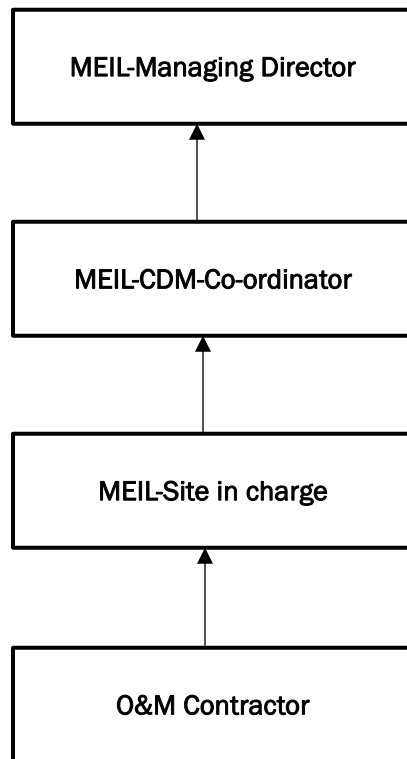 MEIL-Managing Director
MEIL-CDM-Co-ordinator
MEIL-Site in charge
O&M Contractor